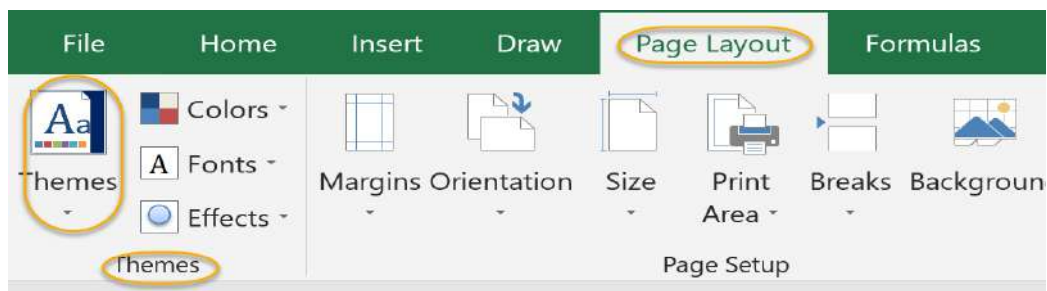 File Home Insert Draw Page Layout Formulas
Aa Colors
A Fonts
Effects
Themes Margins Orientation Size Print Area Breaks Backgroun
Themes Page Setup